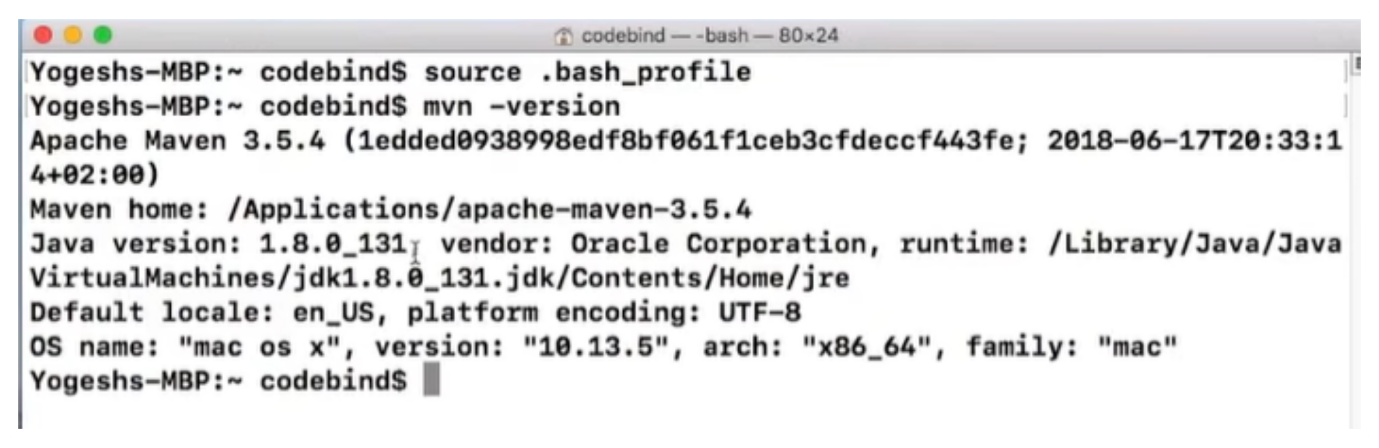 codebind — -bash — 80×24
Yogeshs-MBP:~ codebind$ source .bash_profile
Yogeshs-MBP:~ codebind$ mvn -version
Apache Maven 3.5.4 (1edded0938998edf8bf061f1ceb3cfdeccf443fe; 2018-06-17T20:33:1
4+02:00)
Maven home: /Applications/apache-maven-3.5.4
Java version: 1.8.0_131, vendor: Oracle Corporation, runtime: /Library/Java/Java
VirtualMachines/jdk1.8.0_131.jdk/Contents/Home/jre
Default locale: en_US, platform encoding: UTF-8
OS name: "mac os x", version: "10.13.5", arch: "x86_64", family: "mac"
Yogeshs-MBP:~ codebind$